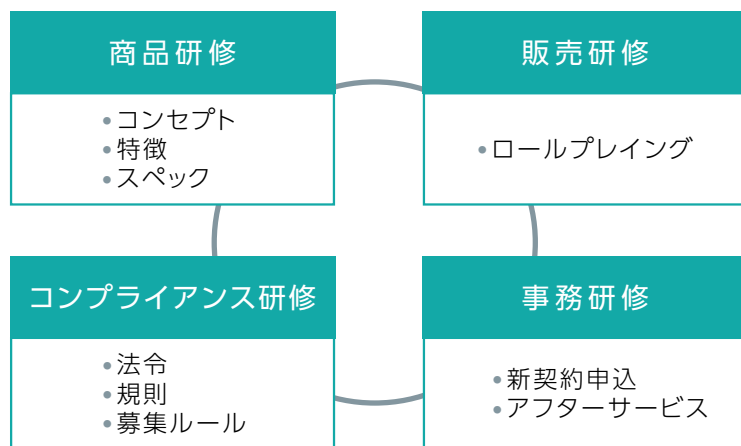 商品研修
•コンセプト
•特徴
•スペック
販売研修
•ロールプレイング
コンプライアンス研修
•法令
•規則
•募集ルール
事務研修
•新契約申込
•アフターサービス